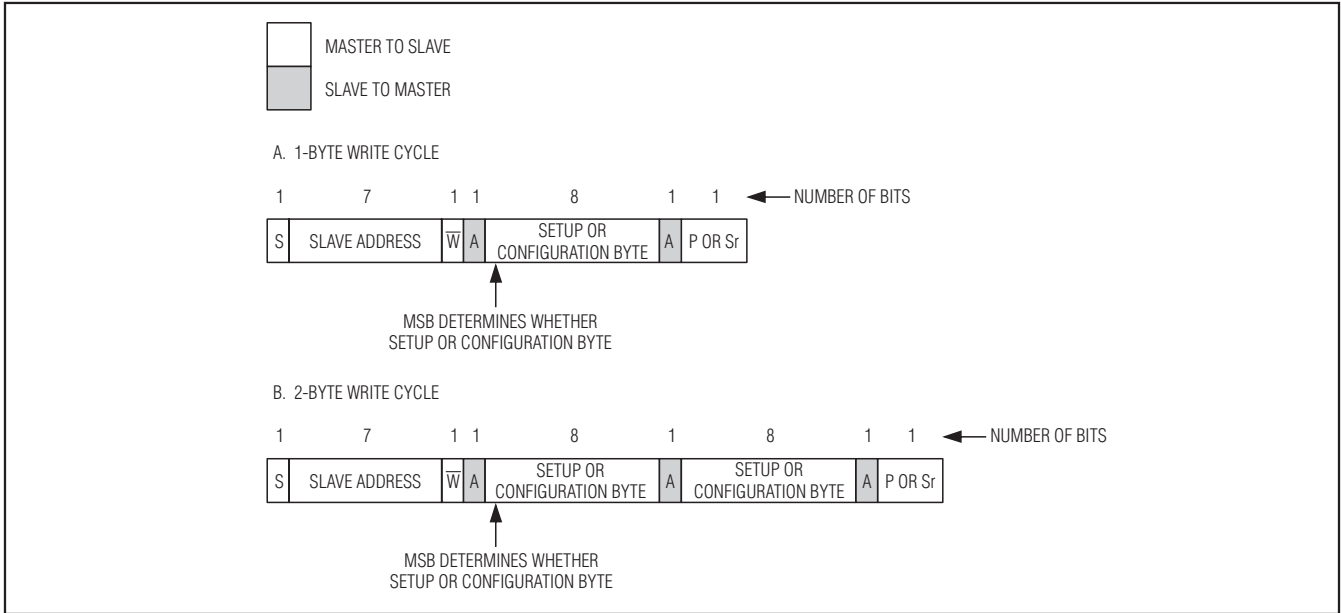 MASTER TO SLAVE
SLAVE TO MASTER
A. 1-BYTE WRITE CYCLE
1 7 1 1 8 1 1 NUMBER OF BITS
S SLAVE ADDRESS W̅ A SETUP OR CONFIGURATION BYTE A P OR Sr
MSB DETERMINES WHETHER
SETUP OR CONFIGURATION BYTE
B. 2-BYTE WRITE CYCLE
1 7 1 1 8 1 8 1 1 NUMBER OF BITS
S SLAVE ADDRESS W̅ A SETUP OR CONFIGURATION BYTE A SETUP OR CONFIGURATION BYTE A P OR Sr
MSB DETERMINES WHETHER
SETUP OR CONFIGURATION BYTE